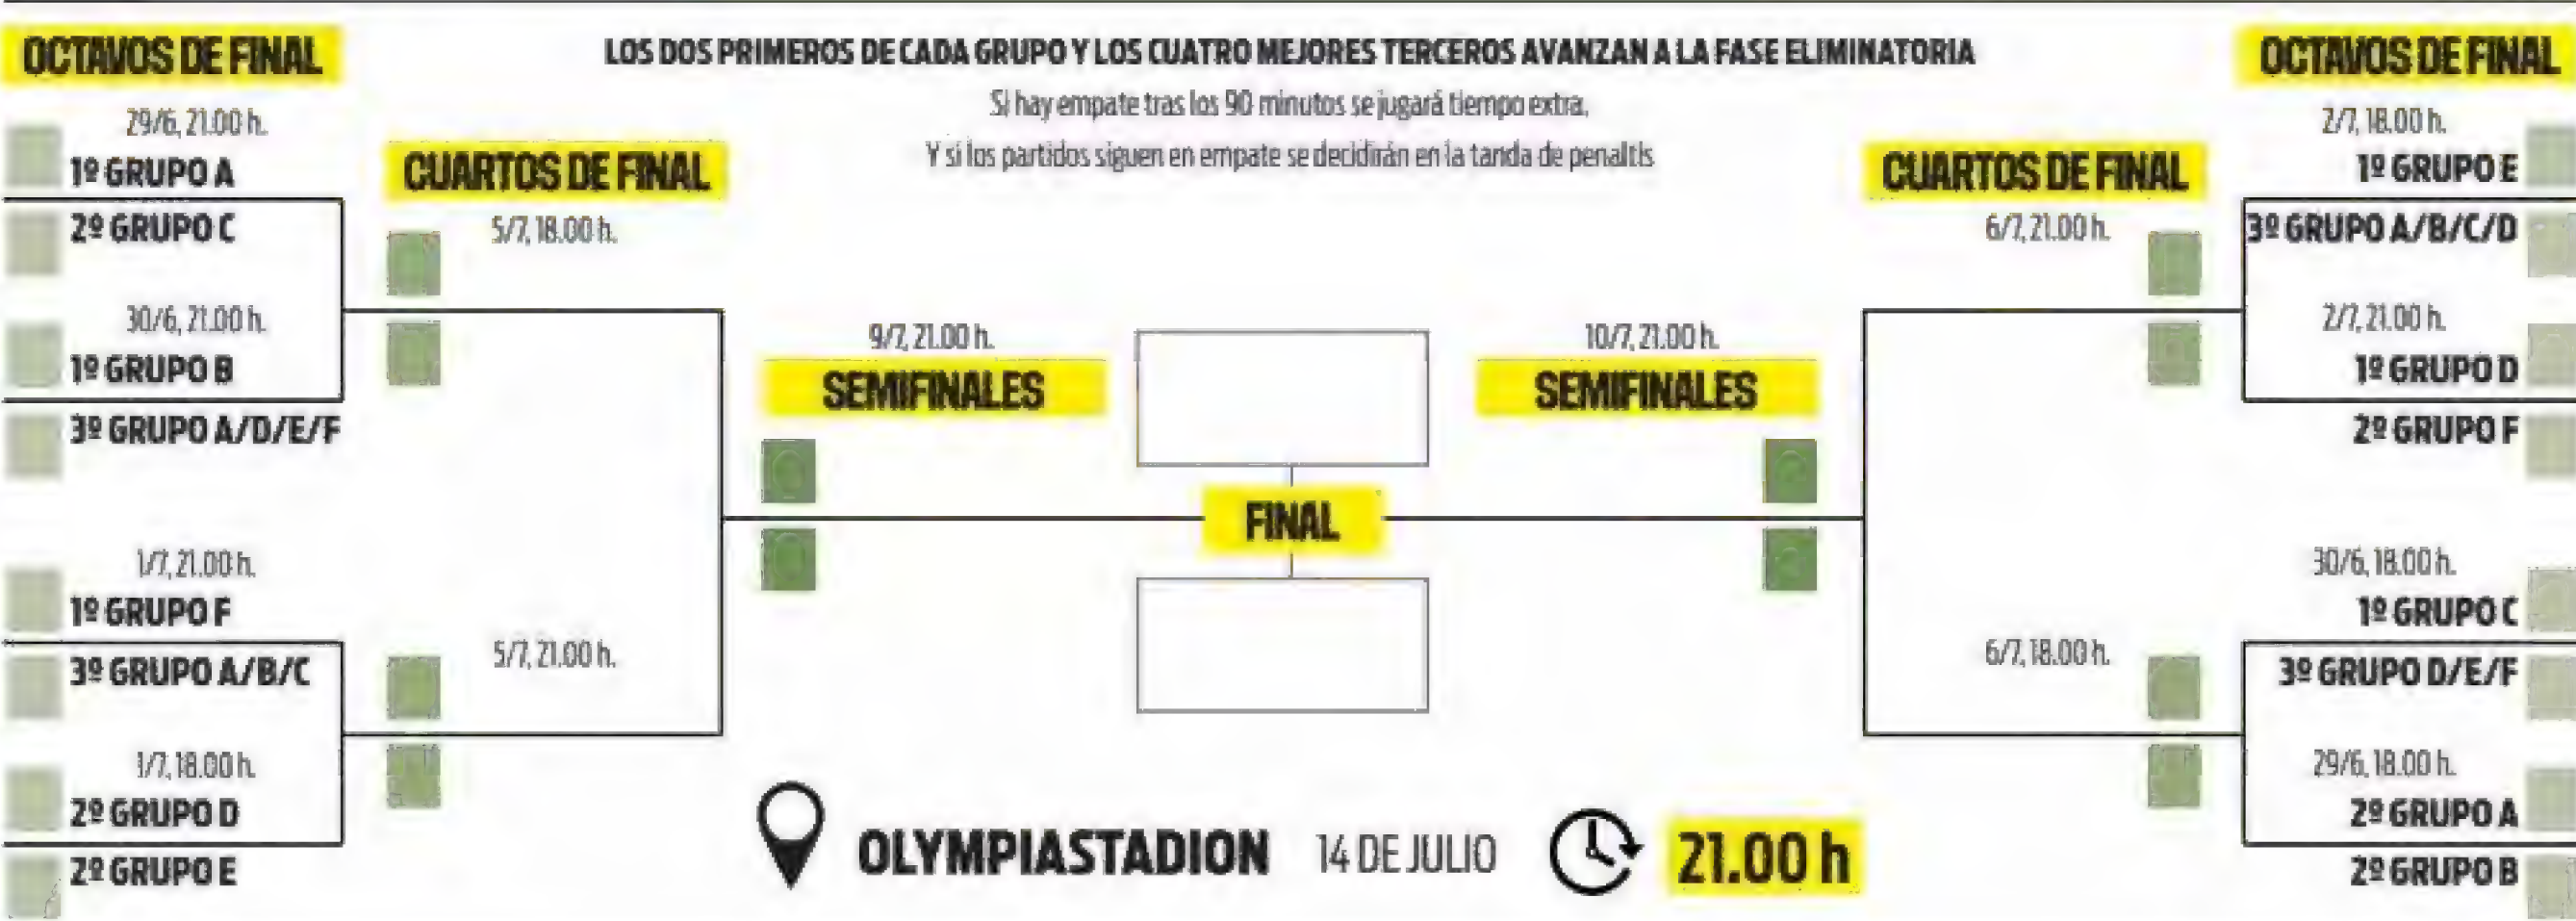 OCTAVOS DE FINAL
29/6, 21.00 h.
1º GRUPO A
2º GRUPO C
30/6, 21.00 h.
1º GRUPO B
3º GRUPO A/D/E/F
1/7, 21.00 h.
1º GRUPO F
3º GRUPO A/B/C
1/7, 18.00 h.
2º GRUPO D
2º GRUPO E
CUARTOS DE FINAL
5/7, 18.00 h.
5/7, 21.00 h.
LOS DOS PRIMEROS DE CADA GRUPO Y LOS CUATRO MEJORES TERCEROS AVANZAN A LA FASE ELIMINATORIA
Si hay empate tras los 90 minutos se jugará tiempo extra.
Y si los partidos siguen en empate se decidirán en la tanda de penaltis
9/7, 21.00 h.
SEMIFINALES
FINAL
10/7, 21.00 h.
SEMIFINALES
OLYMPIASTADION 14 DE JULIO 21.00 h
CUARTOS DE FINAL
6/7, 21.00 h.
6/7, 18.00 h.
OCTAVOS DE FINAL
2/7, 18.00 h.
1º GRUPO E
3º GRUPO A/B/C/D
2/7, 21.00 h.
1º GRUPO D
2º GRUPO F
30/6, 18.00 h.
1º GRUPO C
3º GRUPO D/E/F
29/6, 18.00 h.
2º GRUPO A
2º GRUPO B